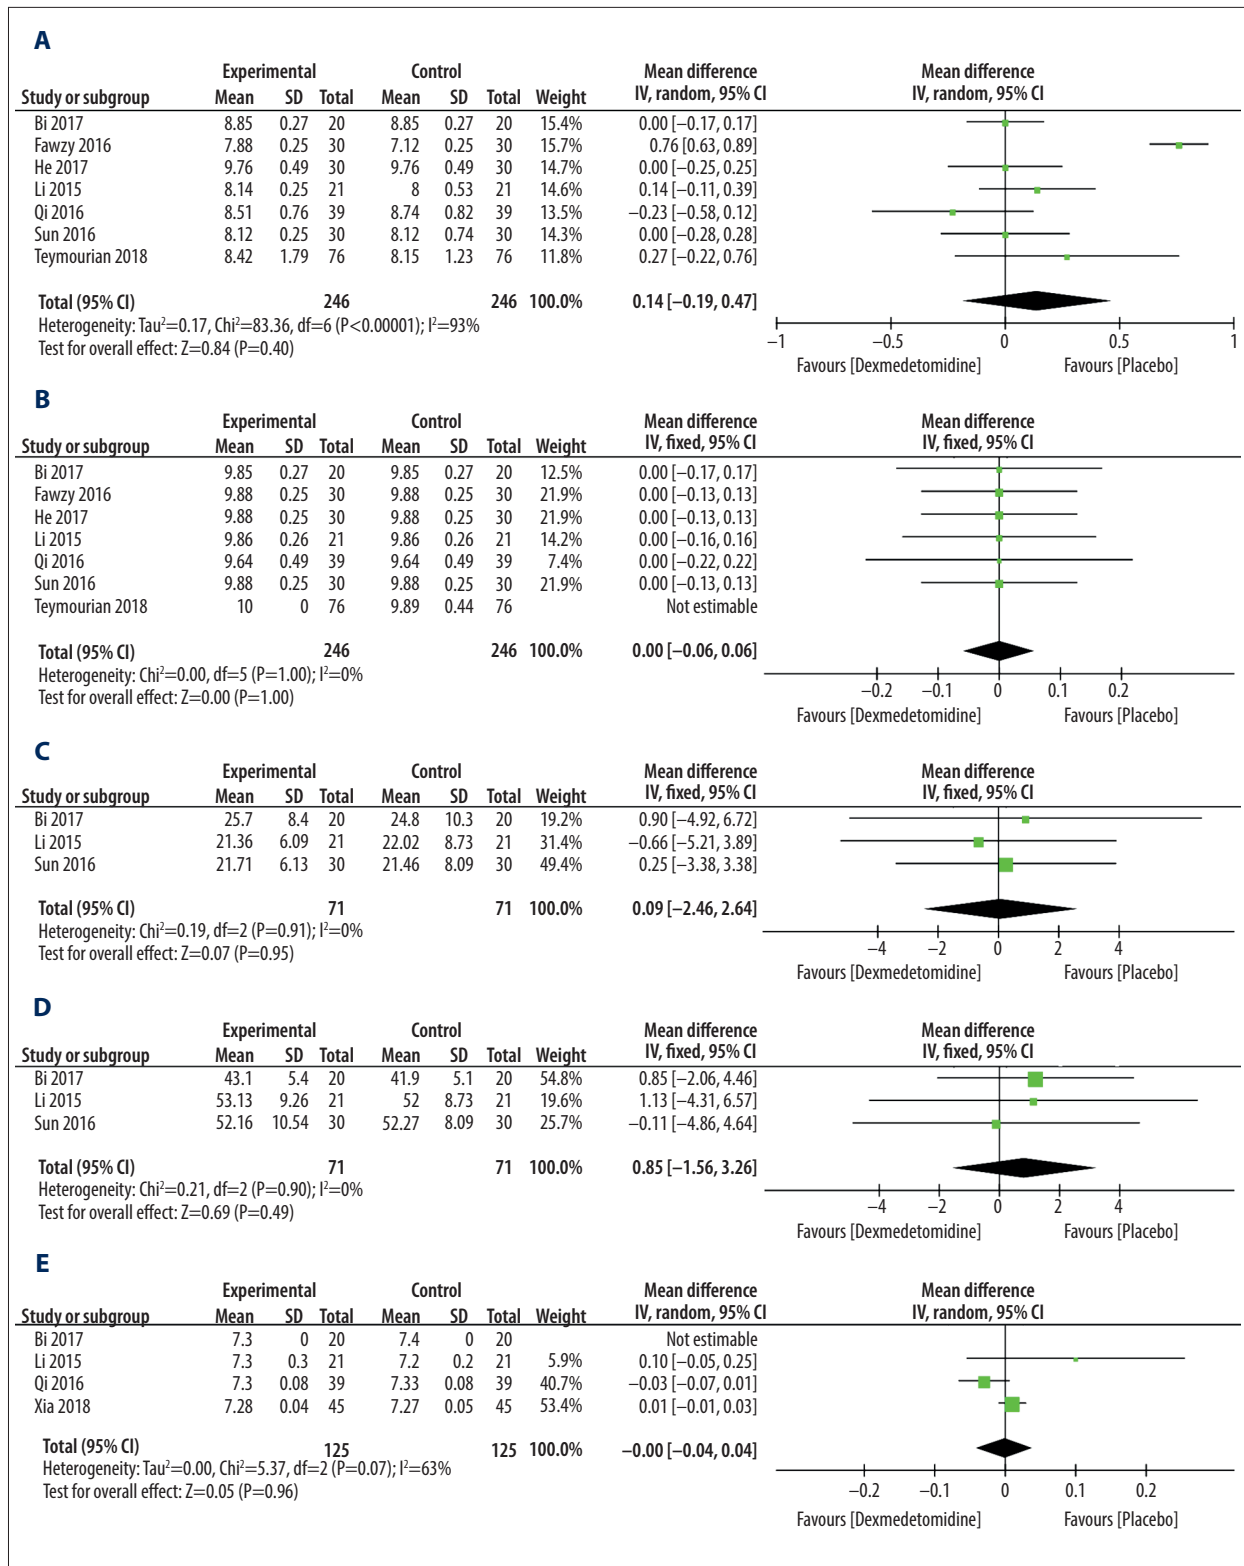 A
Experimental Control Mean difference Mean difference
Study or subgroup Mean SD Total Mean SD Total Weight IV, random, 95% CI IV, random, 95% CI
Bi 2017 8.85 0.27 20 8.85 0.27 20 15.4% 0.00 [−0.17, 0.17]
Fawzy 2016 7.88 0.25 30 7.12 0.25 30 15.7% 0.76 [0.63, 0.89]
He 2017 9.76 0.49 30 9.76 0.49 30 14.7% 0.00 [−0.25, 0.25]
Li 2015 8.14 0.25 21 8 0.53 21 14.6% 0.14 [−0.11, 0.39]
Qi 2016 8.51 0.76 39 8.74 0.82 39 13.5% −0.23 [−0.58, 0.12]
Sun 2016 8.12 0.25 30 8.12 0.74 30 14.3% 0.00 [−0.28, 0.28]
Teymourian 2018 8.42 1.79 76 8.15 1.23 76 11.8% 0.27 [−0.22, 0.76]
Total (95% CI) 246 246 100.0% 0.14 [−0.19, 0.47]
Heterogeneity: Tau²=0.17, Chi²=83.36, df=6 (P<0.00001); I²=93%
Test for overall effect: Z=0.84 (P=0.40)
−1 −0.5 0 0.5 1
Favours [Dexmedetomidine] Favours [Placebo]
B
Experimental Control Mean difference Mean difference
Study or subgroup Mean SD Total Mean SD Total Weight IV, fixed, 95% CI IV, fixed, 95% CI
Bi 2017 9.85 0.27 20 9.85 0.27 20 12.5% 0.00 [−0.17, 0.17]
Fawzy 2016 9.88 0.25 30 9.88 0.25 30 21.9% 0.00 [−0.13, 0.13]
He 2017 9.88 0.25 30 9.88 0.25 30 21.9% 0.00 [−0.13, 0.13]
Li 2015 9.86 0.26 21 9.86 0.26 21 14.2% 0.00 [−0.16, 0.16]
Qi 2016 9.64 0.49 39 9.64 0.49 39 7.4% 0.00 [−0.22, 0.22]
Sun 2016 9.88 0.25 30 9.88 0.25 30 21.9% 0.00 [−0.13, 0.13]
Teymourian 2018 10 0 76 9.89 0.44 76 Not estimable
Total (95% CI) 246 246 100.0% 0.00 [−0.06, 0.06]
Heterogeneity: Chi²=0.00, df=5 (P=1.00); I²=0%
Test for overall effect: Z=0.00 (P=1.00)
−0.2 −0.1 0 0.1 0.2
Favours [Dexmedetomidine] Favours [Placebo]
C
Experimental Control Mean difference Mean difference
Study or subgroup Mean SD Total Mean SD Total Weight IV, fixed, 95% CI IV, fixed, 95% CI
Bi 2017 25.7 8.4 20 24.8 10.3 20 19.2% 0.90 [−4.92, 6.72]
Li 2015 21.36 6.09 21 22.02 8.73 21 31.4% −0.66 [−5.21, 3.89]
Sun 2016 21.71 6.13 30 21.46 8.09 30 49.4% 0.25 [−3.38, 3.38]
Total (95% CI) 71 71 100.0% 0.09 [−2.46, 2.64]
Heterogeneity: Chi²=0.19, df=2 (P=0.91); I²=0%
Test for overall effect: Z=0.07 (P=0.95)
−4 −2 0 2 4
Favours [Dexmedetomidine] Favours [Placebo]
D
Experimental Control Mean difference Mean difference
Study or subgroup Mean SD Total Mean SD Total Weight IV, fixed, 95% CI IV, fixed, 95% CI
Bi 2017 43.1 5.4 20 41.9 5.1 20 54.8% 0.85 [−2.06, 4.46]
Li 2015 53.13 9.26 21 52 8.73 21 19.6% 1.13 [−4.31, 6.57]
Sun 2016 52.16 10.54 30 52.27 8.09 30 25.7% −0.11 [−4.86, 4.64]
Total (95% CI) 71 71 100.0% 0.85 [−1.56, 3.26]
Heterogeneity: Chi²=0.21, df=2 (P=0.90); I²=0%
Test for overall effect: Z=0.69 (P=0.49)
−4 −2 0 2 4
Favours [Dexmedetomidine] Favours [Placebo]
E
Experimental Control Mean difference Mean difference
Study or subgroup Mean SD Total Mean SD Total Weight IV, random, 95% CI IV, random, 95% CI
Bi 2017 7.3 0 20 7.4 0 20 Not estimable
Li 2015 7.3 0.3 21 7.2 0.2 21 5.9% 0.10 [−0.05, 0.25]
Qi 2016 7.3 0.08 39 7.33 0.08 39 40.7% −0.03 [−0.07, 0.01]
Xia 2018 7.28 0.04 45 7.27 0.05 45 53.4% 0.01 [−0.01, 0.03]
Total (95% CI) 125 125 100.0% −0.00 [−0.04, 0.04]
Heterogeneity: Tau²=0.00, Chi²=5.37, df=2 (P=0.07); I²=63%
Test for overall effect: Z=0.05 (P=0.96)
−0.2 −0.1 0 0.1 0.2
Favours [Dexmedetomidine] Favours [Placebo]